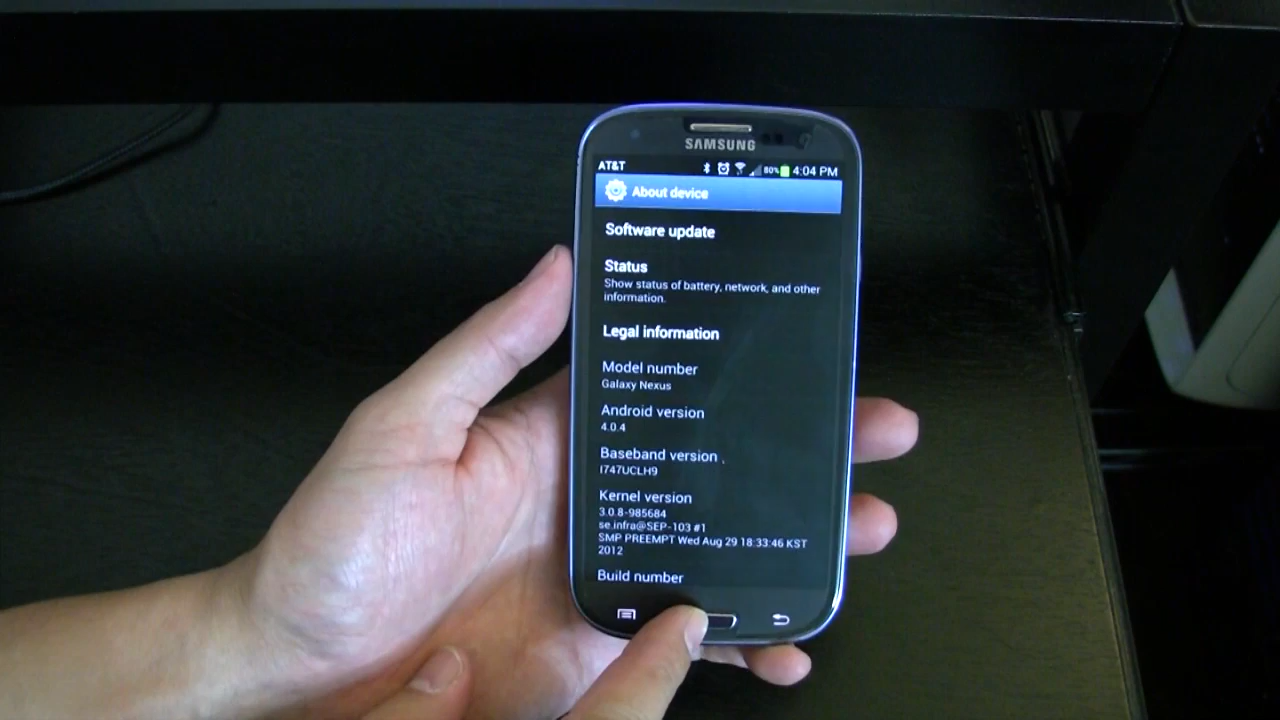 SAMSUNG
AT&T 80% 4:04 PM
About device
Software update
Status
Show status of battery, network, and other
information.
Legal information
Model number
Galaxy Nexus
Android version
4.0.4
Baseband version
I747UCLH9
Kernel version
3.0.8-985684
se.infra@SEP-103 #1
SMP PREEMPT Wed Aug 29 18:33:46 KST
2012
Build number